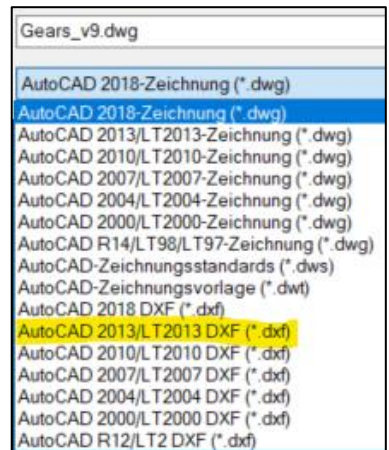 Gears_v9.dwg
AutoCAD 2018-Zeichnung (*.dwg)
AutoCAD 2018-Zeichnung (*.dwg)
AutoCAD 2013/LT2013-Zeichnung (*.dwg)
AutoCAD 2010/LT2010-Zeichnung (*.dwg)
AutoCAD 2007/LT2007-Zeichnung (*.dwg)
AutoCAD 2004/LT2004-Zeichnung (*.dwg)
AutoCAD 2000/LT2000-Zeichnung (*.dwg)
AutoCAD R14/LT98/LT97-Zeichnung (*.dwg)
AutoCAD-Zeichnungsstandards (*.dws)
AutoCAD-Zeichnungsvorlage (*.dwt)
AutoCAD 2018 DXF (*.dxf)
AutoCAD 2013/LT2013 DXF (*.dxf)
AutoCAD 2010/LT2010 DXF (*.dxf)
AutoCAD 2007/LT2007 DXF (*.dxf)
AutoCAD 2004/LT2004 DXF (*.dxf)
AutoCAD 2000/LT2000 DXF (*.dxf)
AutoCAD R12/LT2 DXF (*.dxf)